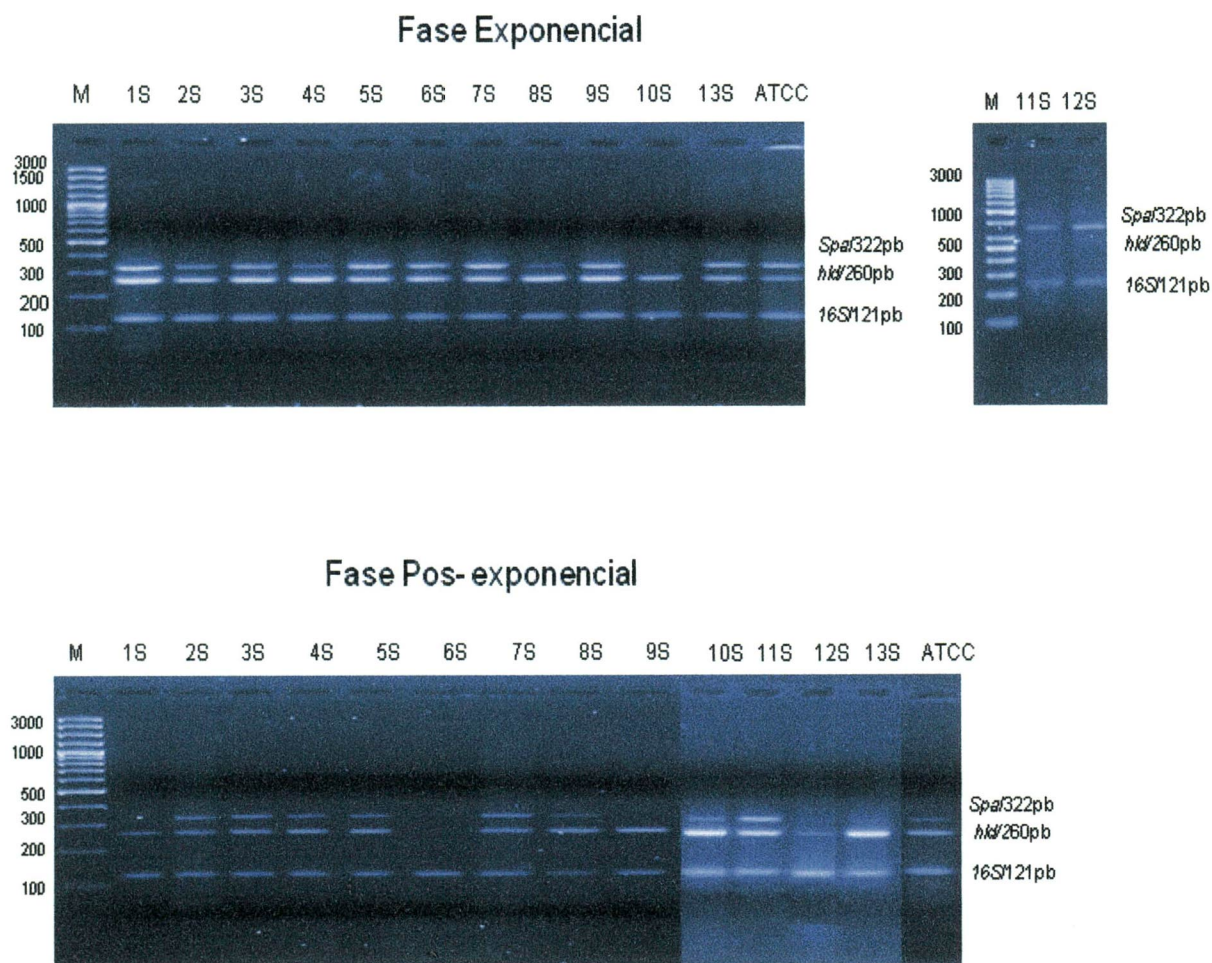 Fase Exponencial
M 1S 2S 3S 4S 5S 6S 7S 8S 9S 10S 13S ATCC
3000
1500
1000
500
300
200
100
Spa/322pb
hld/260pb
16S/121pb
M 11S 12S
3000
1000
500
300
200
100
Spa/322pb
hld/260pb
16S/121pb
Fase Pos- exponencial
M 1S 2S 3S 4S 5S 6S 7S 8S 9S 10S 11S 12S 13S ATCC
3000
1000
500
300
200
100
Spa/322pb
hld/260pb
16S/121pb